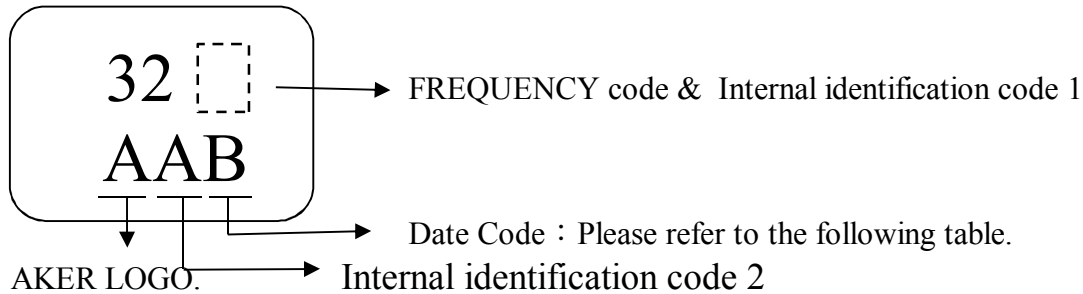 32
FREQUENCY code & Internal identification code 1
AAB
Date Code：Please refer to the following table.
AKER LOGO.
Internal identification code 2